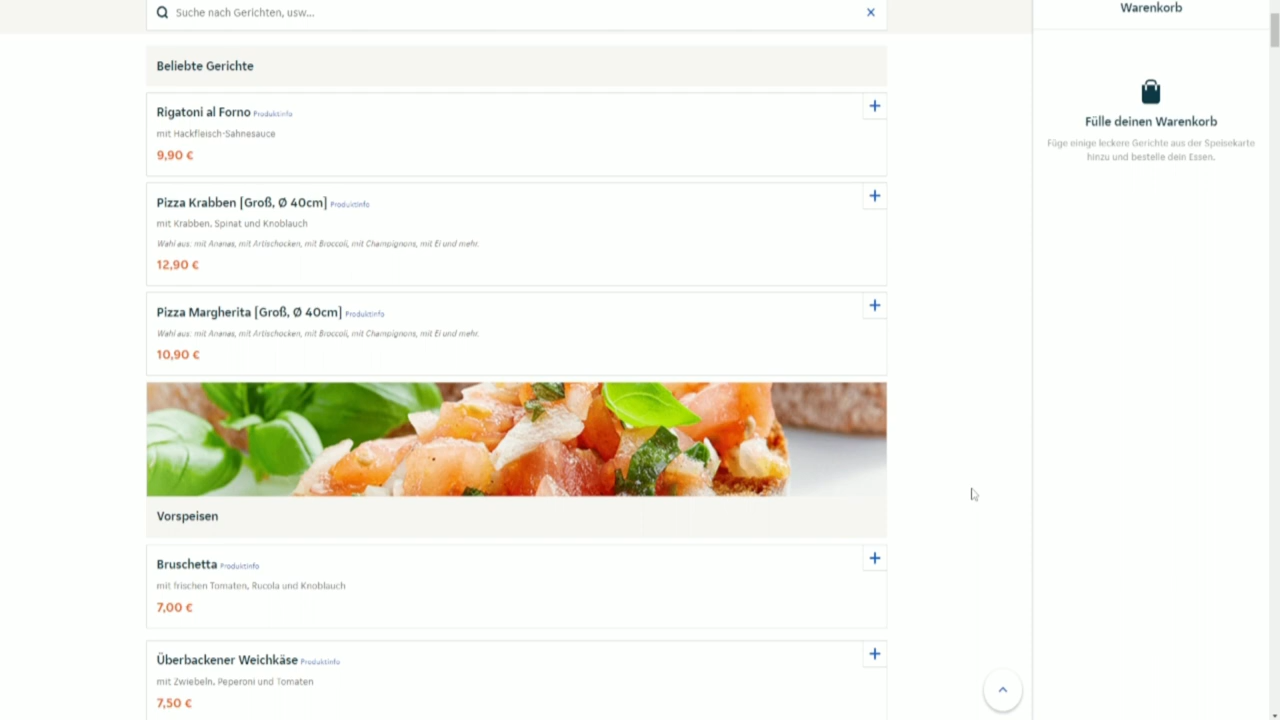 Suche nach Gerichten, usw...
Beliebte Gerichte
Rigatoni al Forno Produktinfo
mit Hackfleisch-Sahnesauce
9,90 €
Pizza Krabben [Groß, Ø 40cm] Produktinfo
mit Krabben, Spinat und Knoblauch
Wahl aus: mit Ananas, mit Artischocken, mit Broccoli, mit Champignons, mit Ei und mehr.
12,90 €
Pizza Margherita [Groß, Ø 40cm] Produktinfo
Wahl aus: mit Ananas, mit Artischocken, mit Broccoli, mit Champignons, mit Ei und mehr.
10,90 €
Vorspeisen
Bruschetta Produktinfo
mit frischen Tomaten, Rucola und Knoblauch
7,00 €
Überbackener Weichkäse Produktinfo
mit Zwiebeln, Peperoni und Tomaten
7,50 €
Warenkorb
Fülle deinen Warenkorb
Füge einige leckere Gerichte aus der Speisekarte
hinzu und bestelle dein Essen.